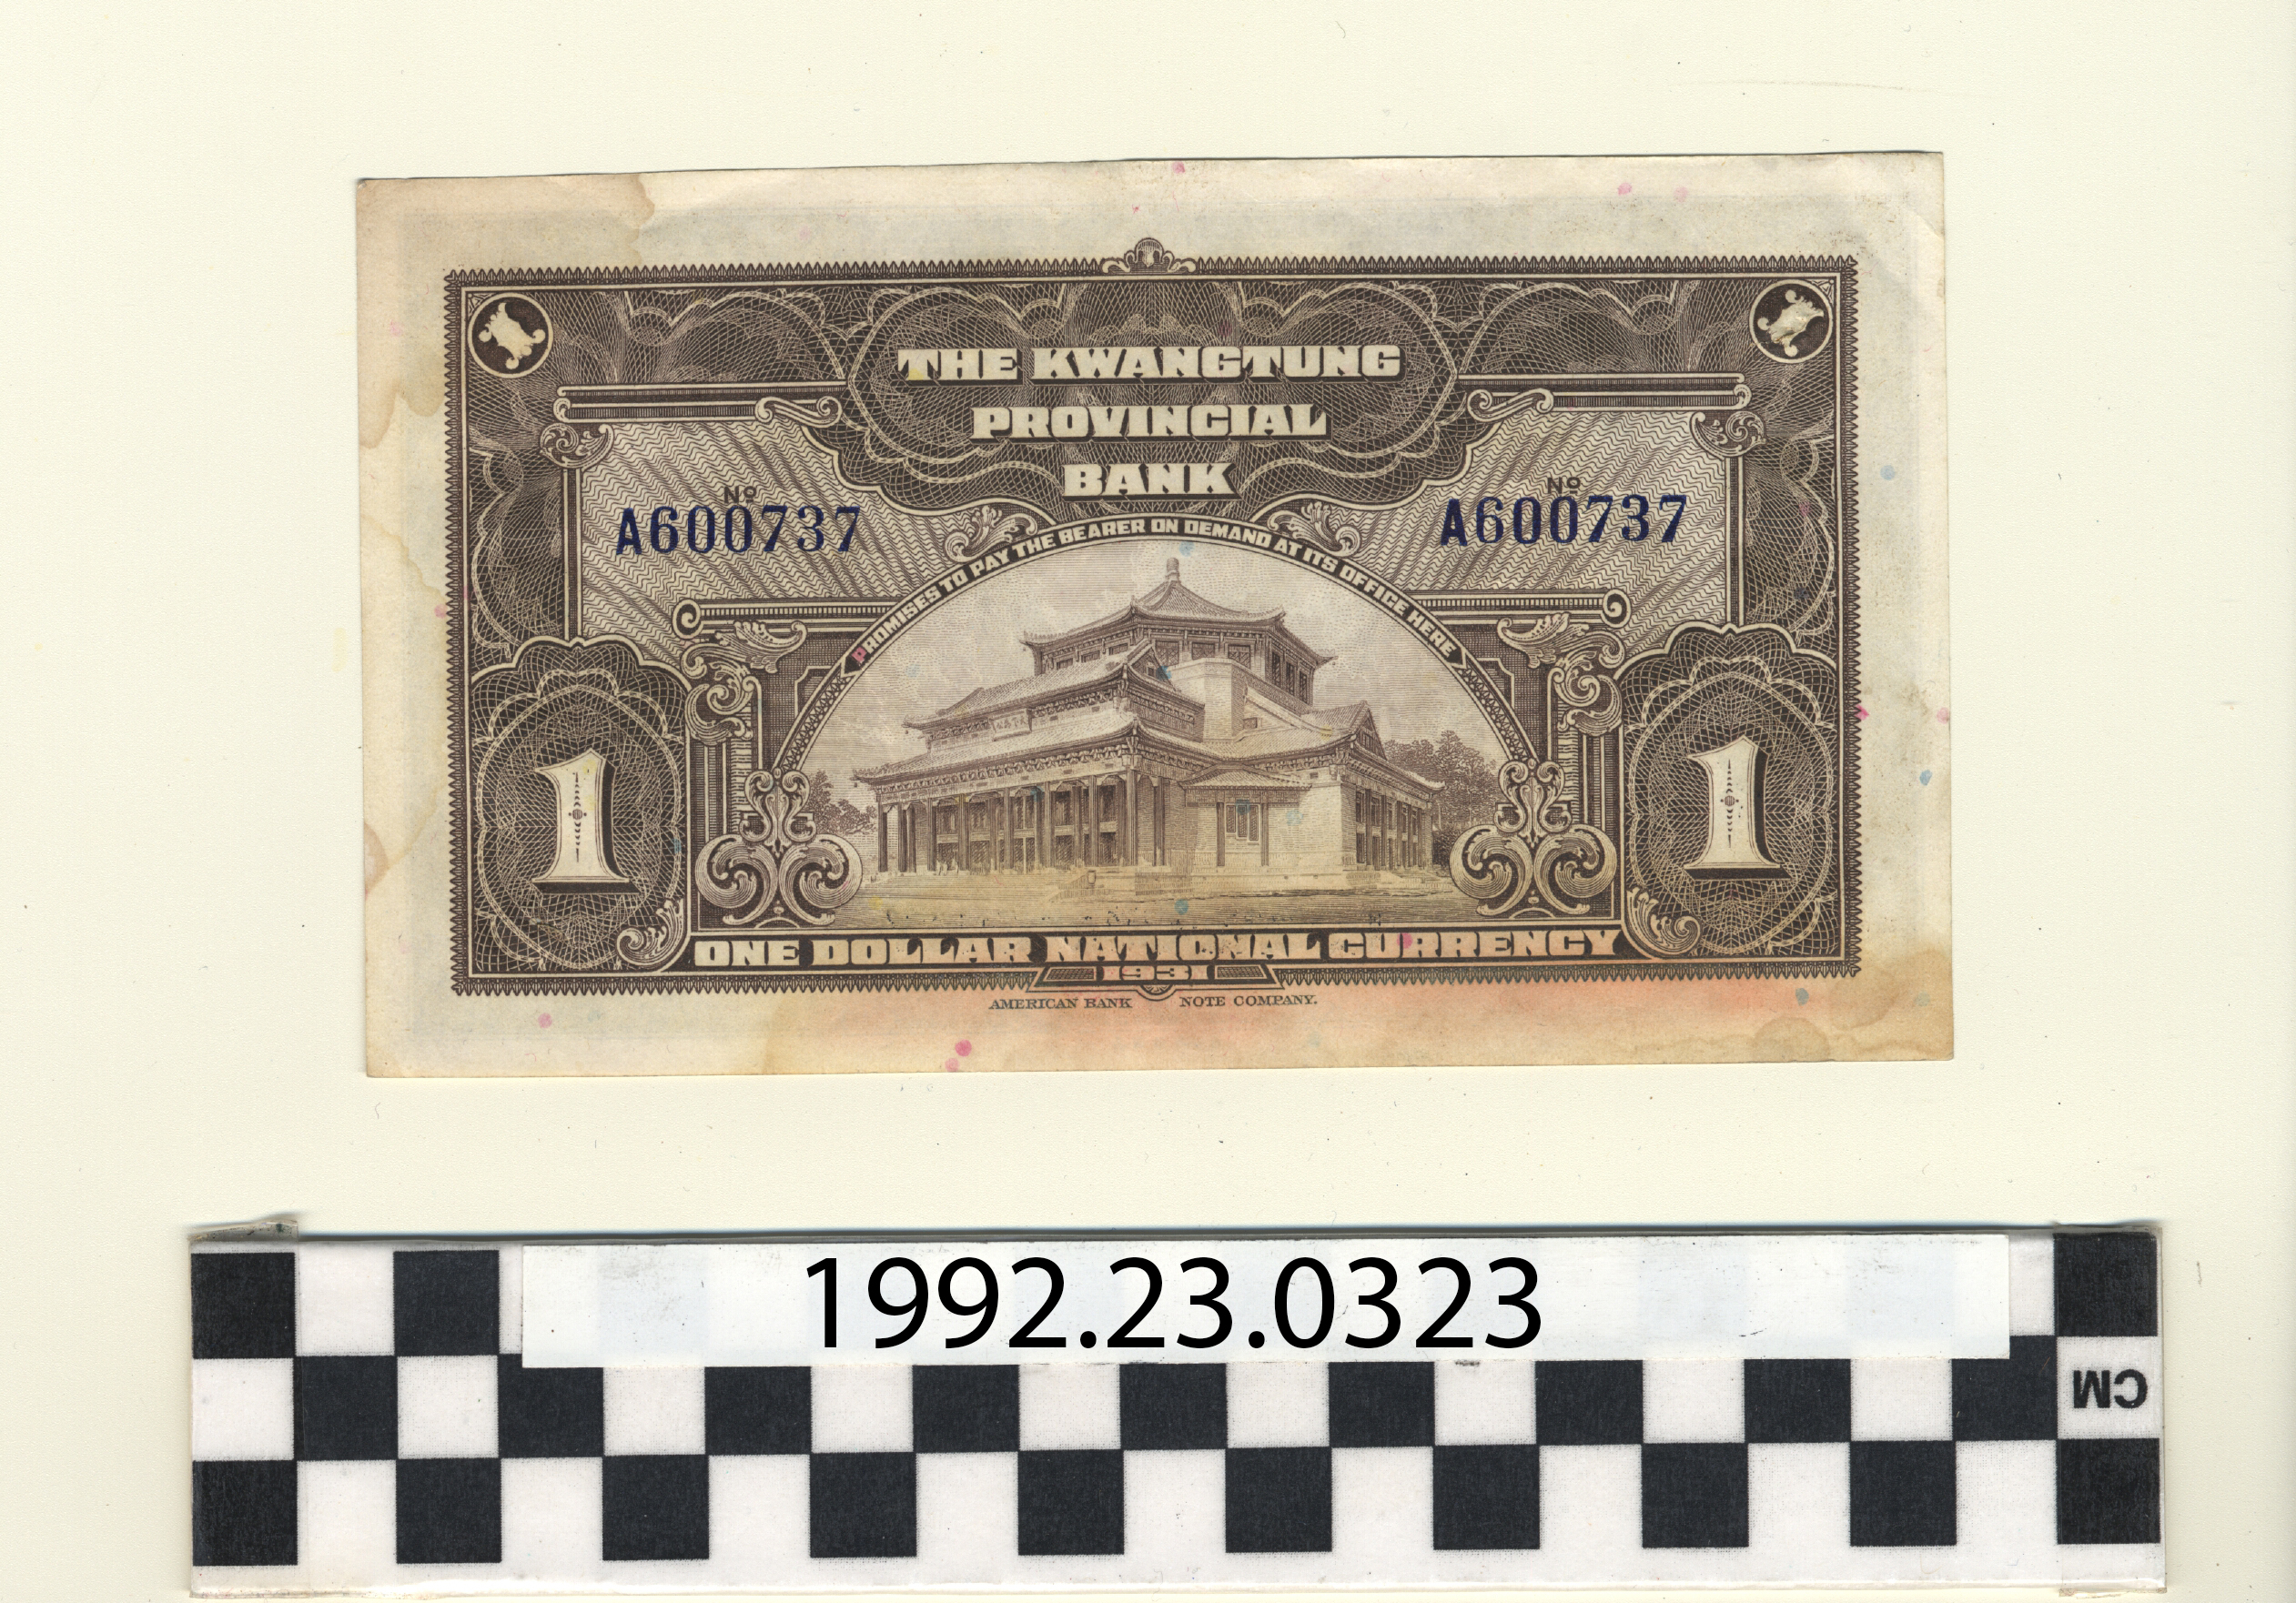 THE KWANGTUNG
PROVINCIAL
BANK
Nº
A600737
Nº
A600737
PROMISES TO PAY THE BEARER ON DEMAND AT ITS OFFICE HERE
1
1
ONE DOLLAR NATIONAL CURRENCY
1931
AMERICAN BANK NOTE COMPANY.
1992.23.0323
CM